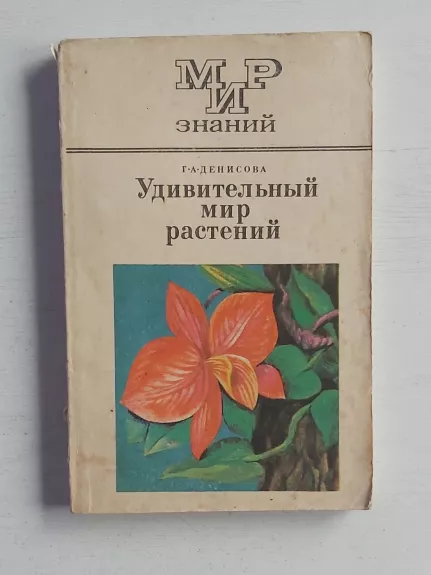 МИР
знаний
Г·А·ДЕНИСОВА
Удивительный
мир
растений